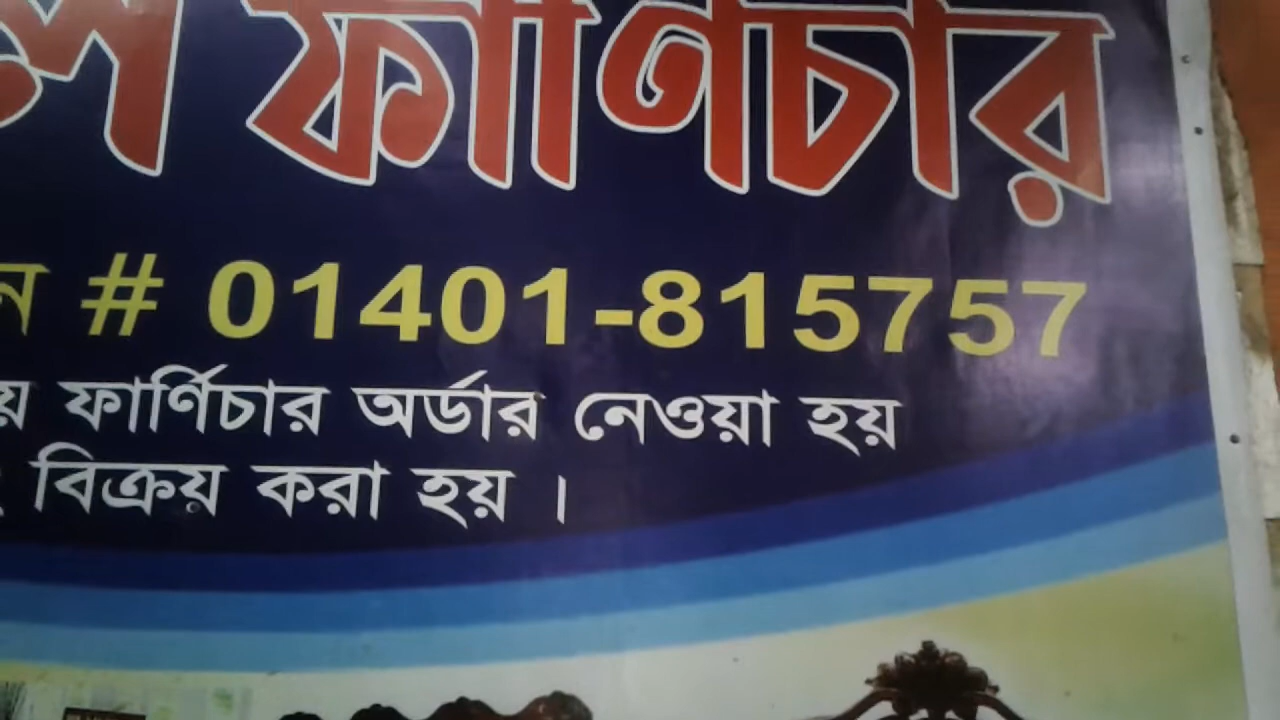 ফার্ণিচার
# 01401-815757
ফার্ণিচার অর্ডার নেওয়া হয়
বিক্রয় করা হয় ।